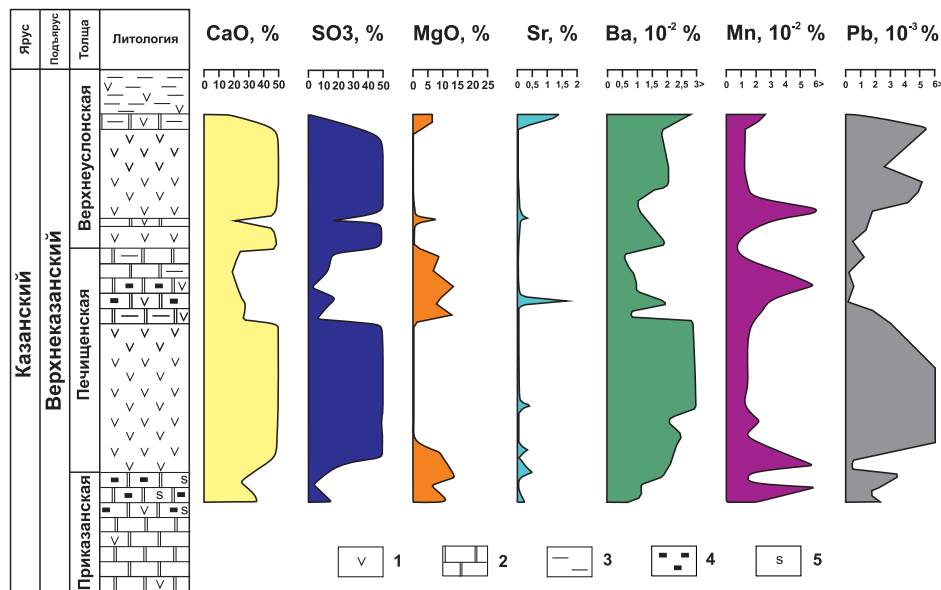 Ярус
Подъярус
Толща
Литология
CaO, %
SO3, %
MgO, %
Sr, %
Ba, 10⁻² %
Mn, 10⁻² %
Pb, 10⁻³ %
0 10 20 30 40 50
0 10 20 30 40 50
0 5 10 15 20 25
0 0,5 1 1,5 2
0 0,5 1 1,5 2 2,5 3>
0 1 2 3 4 5 6>
0 1 2 3 4 5 6>
Казанский
Верхнеказанский
Верхнеуслонская
Печищенская
Приказанская
v 1
2
3
4
s 5